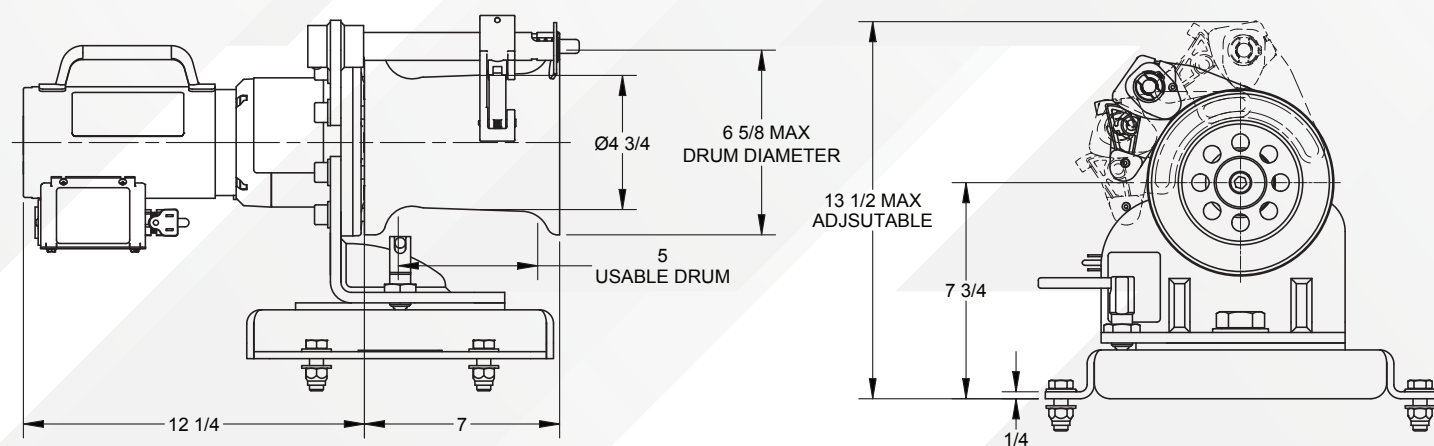 Ø4 3/4
6 5/8 MAX
DRUM DIAMETER
5
USABLE DRUM
12 1/4
7
13 1/2 MAX
ADJSUTABLE
7 3/4
1/4